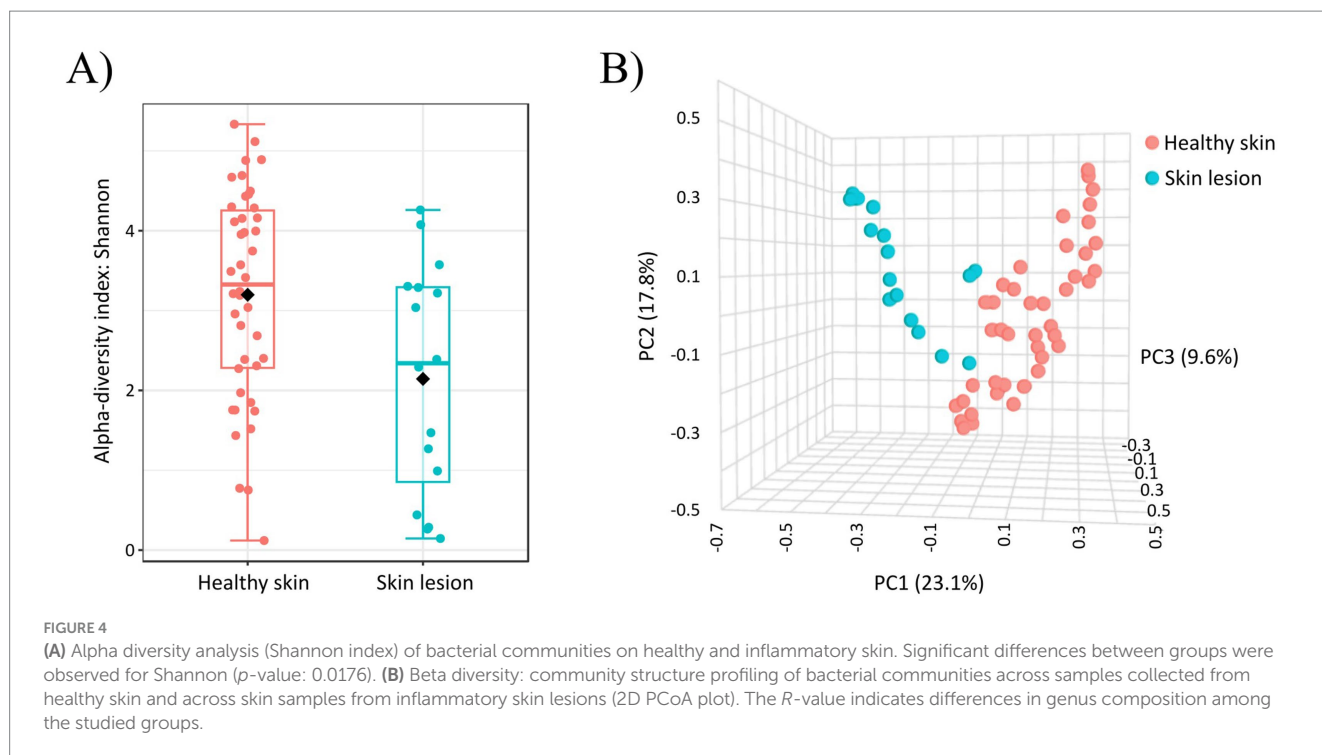 A)
Alpha-diversity index: Shannon
4
2
0
Healthy skin
Skin lesion
B)
Healthy skin
Skin lesion
PC2 (17.8%)
0.5
0.3
0.1
-0.1
-0.3
-0.5
-0.7
-0.5
-0.3
-0.1
0.1
0.3
0.5
PC1 (23.1%)
PC3 (9.6%)
-0.3
-0.1
0.1
0.3
0.5
FIGURE 4
(A) Alpha diversity analysis (Shannon index) of bacterial communities on healthy and inflammatory skin. Significant differences between groups were
observed for Shannon (p-value: 0.0176). (B) Beta diversity: community structure profiling of bacterial communities across samples collected from
healthy skin and across skin samples from inflammatory skin lesions (2D PCoA plot). The R-value indicates differences in genus composition among
the studied groups.